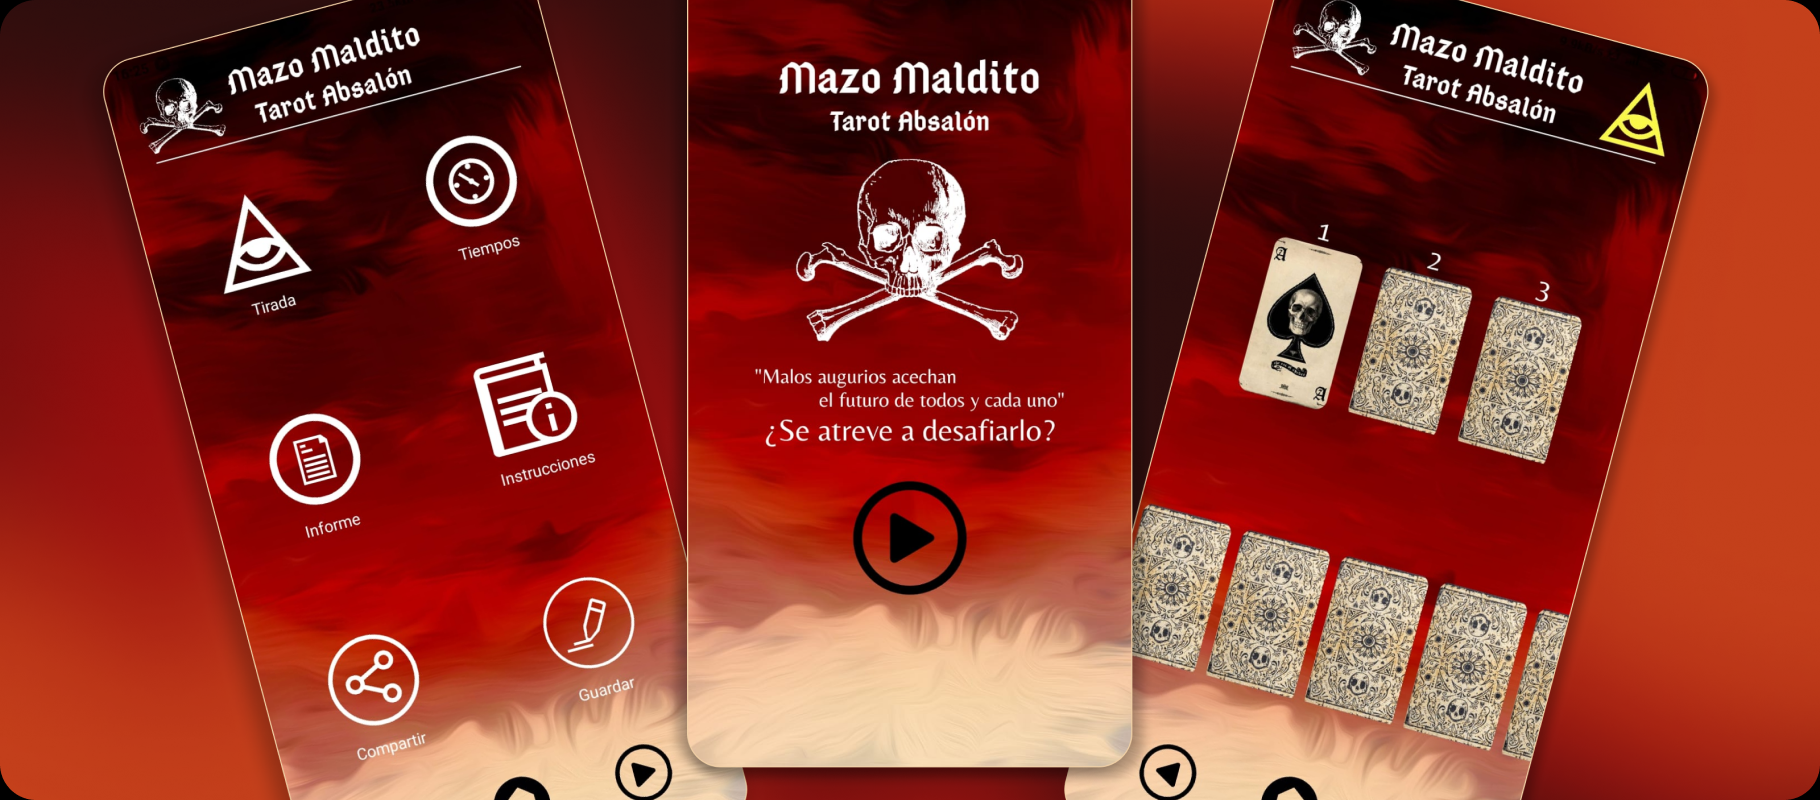 Mazo Maldito
Tarot Absalón
Tirada
Tiempos
Informe
Instrucciones
Compartir
Guardar
Mazo Maldito
Tarot Absalón
"Malos augurios acechan
el futuro de todos y cada uno"
¿Se atreve a desafiarlo?
Mazo Maldito
Tarot Absalón
1
2
3
A
A